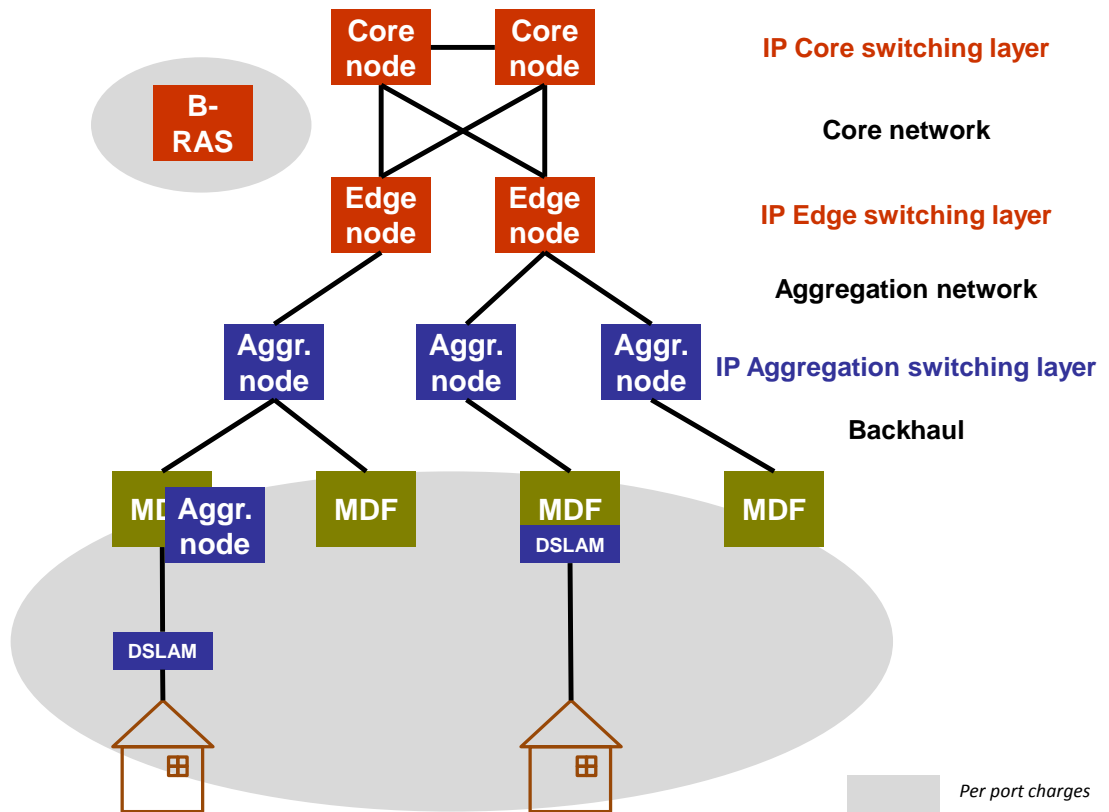 Core
node
Core
node
IP Core switching layer
B-
RAS
Core network
Edge
node
Edge
node
IP Edge switching layer
Aggregation network
Aggr.
node
Aggr.
node
Aggr.
node
IP Aggregation switching layer
Backhaul
MD
Aggr.
node
MDF
MDF
DSLAM
MDF
DSLAM
Per port charges